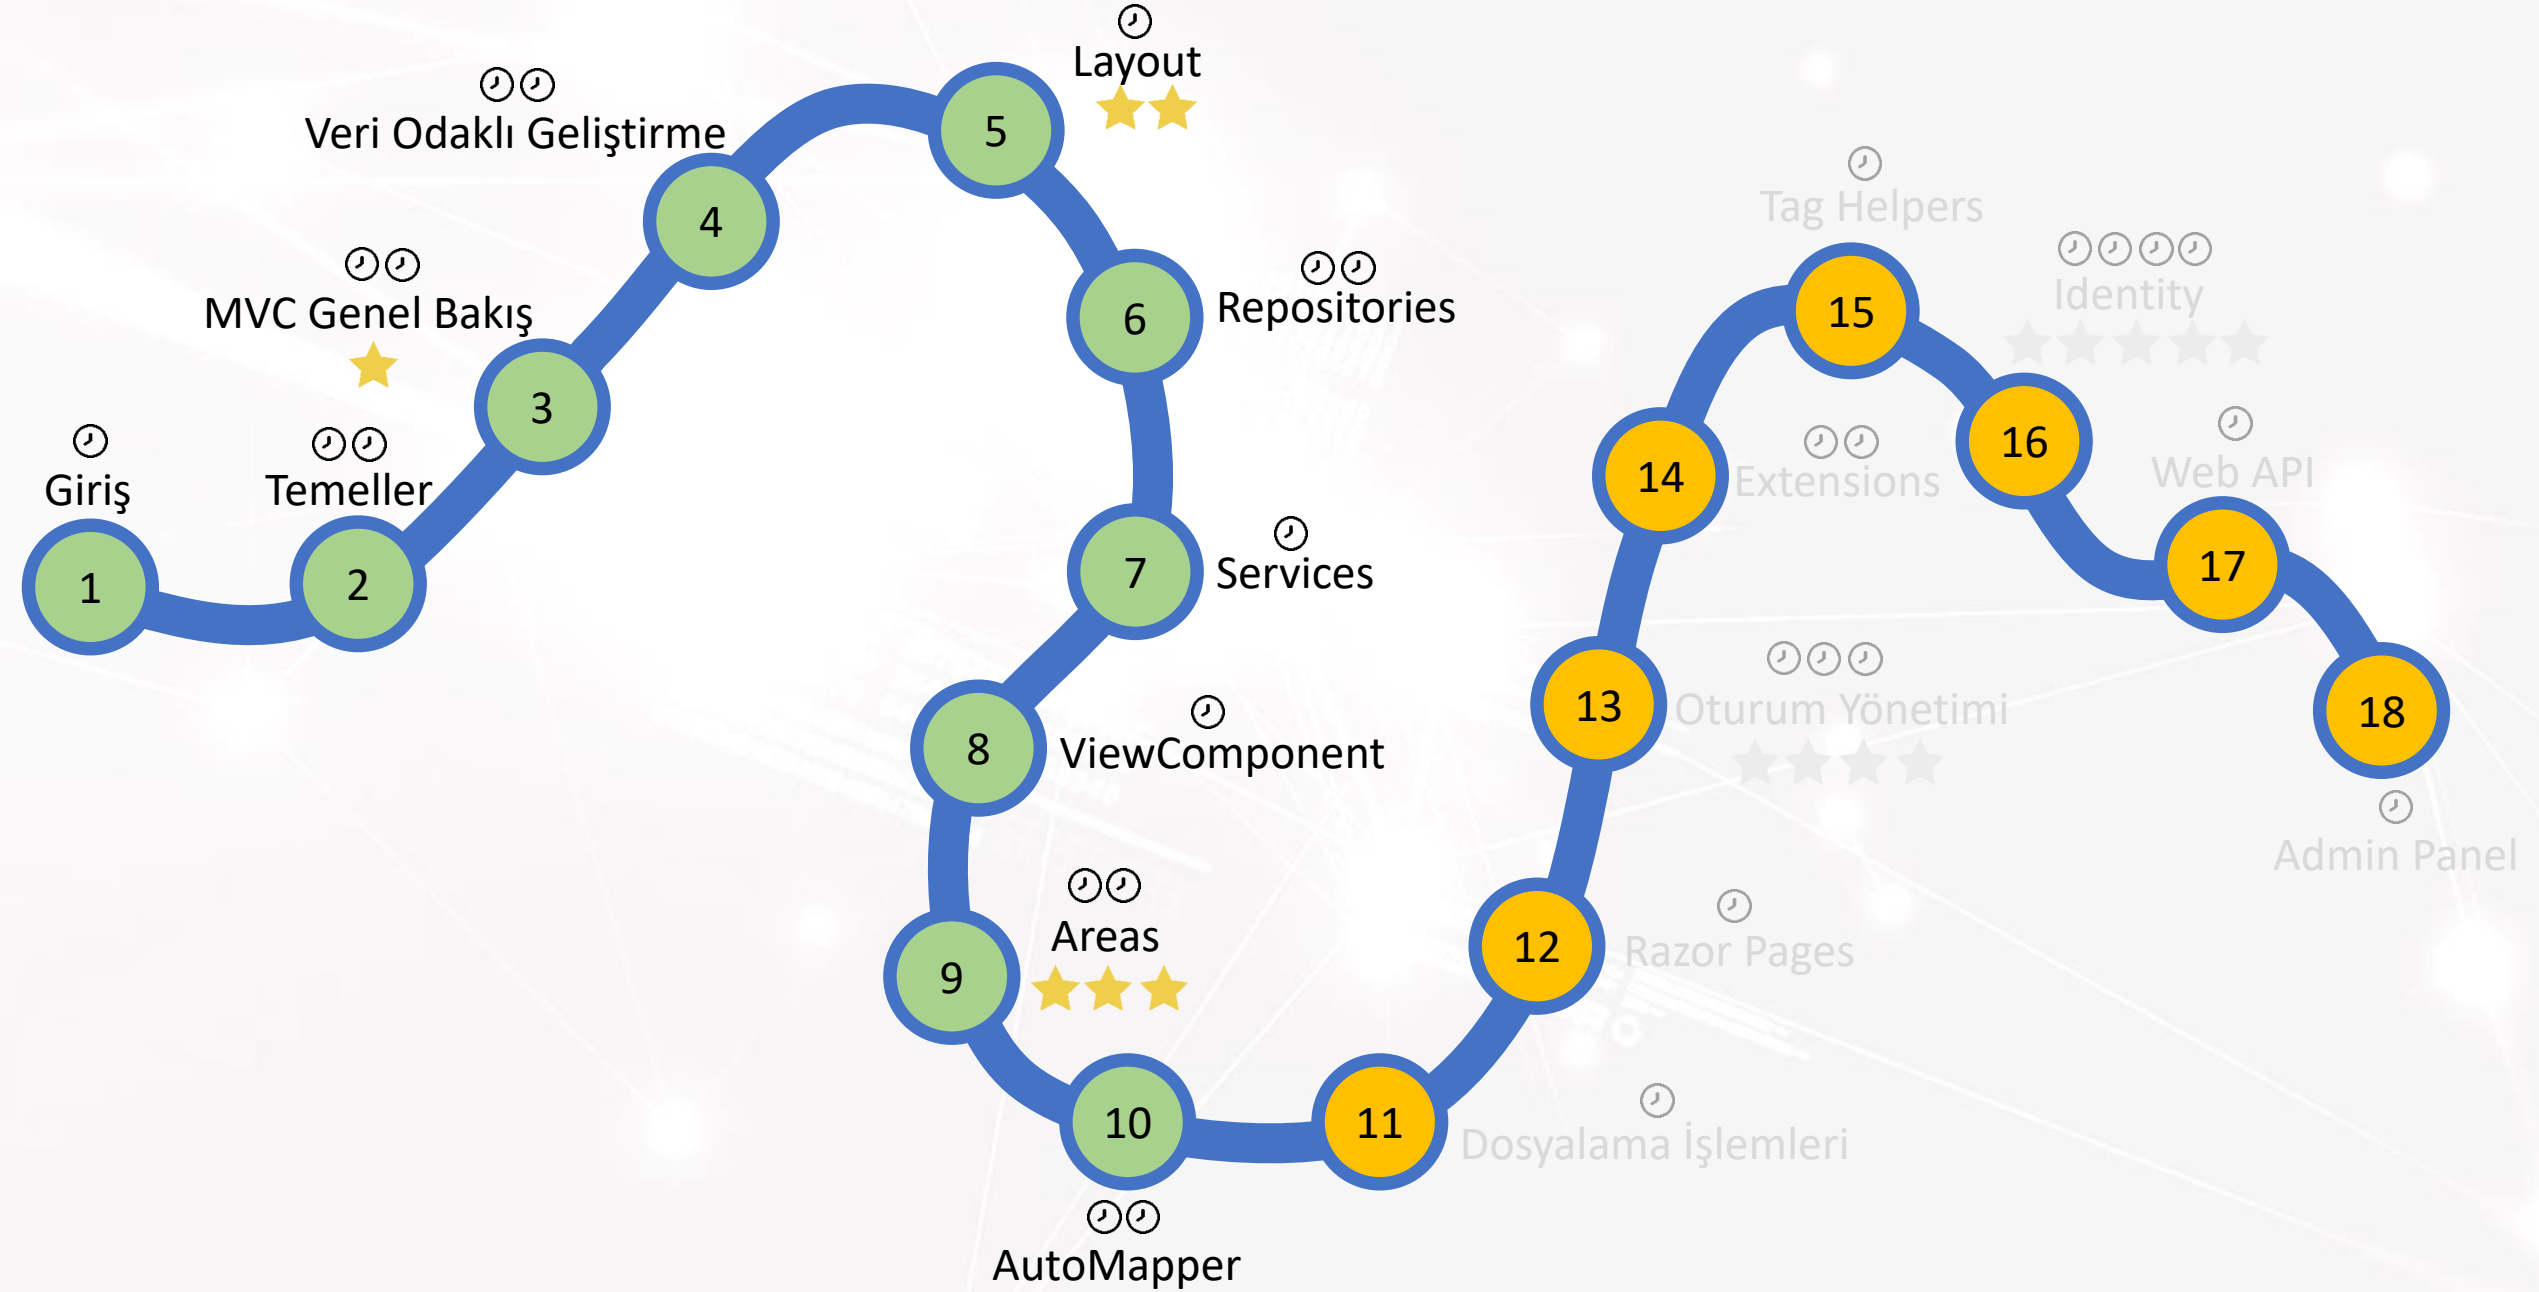 1
Giriş
2
Temeller
3
MVC Genel Bakış
4
Veri Odaklı Geliştirme
5
Layout
6
Repositories
7
Services
8
ViewComponent
9
Areas
10
AutoMapper
11
Dosyalama İşlemleri
12
Razor Pages
13
Oturum Yönetimi
14
Extensions
15
Tag Helpers
16
Identity
17
Web API
18
Admin Panel